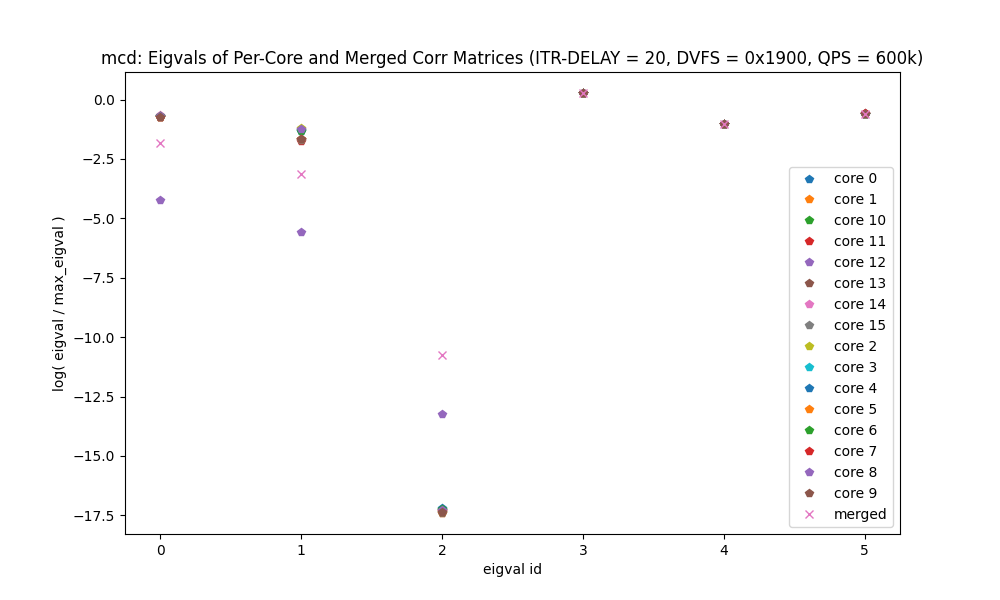 mcd: Eigvals of Per-Core and Merged Corr Matrices (ITR-DELAY = 20, DVFS = 0x1900, QPS = 600k)
0.0
−2.5
−5.0
−7.5
−10.0
−12.5
−15.0
−17.5
log( eigval / max_eigval )
core 0
core 1
core 10
core 11
core 12
core 13
core 14
core 15
core 2
core 3
core 4
core 5
core 6
core 7
core 8
core 9
merged
0 1 2 3 4 5
eigval id